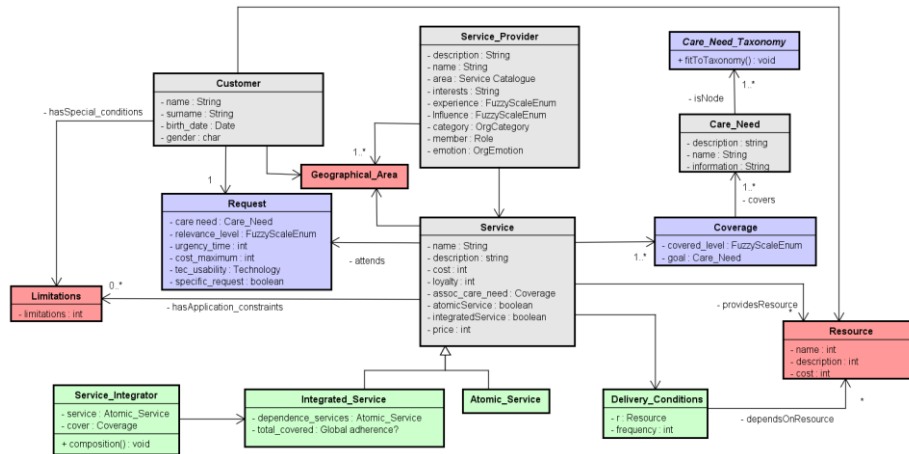 Customer
- name : String
- surname : String
- birth_date : Date
- gender : char
Service_Provider
- description : String
- name : String
- area : Service Catalogue
- interests : String
- experience : FuzzyScaleEnum
- Influence : FuzzyScaleEnum
- category : OrgCategory
- member : Role
- emotion : OrgEmotion
Care_Need_Taxonomy
+ fitToTaxonomy() : void
1..*
- isNode
Care_Need
- description : string
- name : String
- information : String
1..*
- covers
- hasSpecial_conditions
1
1..*
Geographical_Area
Request
- care need : Care_Need
- relevance_level : FuzzyScaleEnum
- urgency_time : int
- cost_maximum : int
- tec_usability : Technology
- specific_request : boolean
- attends
Service
- name : String
- description : string
- cost : int
- loyalty : int
- assoc_care_need : Coverage
- atomicService : boolean
- integratedService : boolean
- price : int
Coverage
- covered_level : FuzzyScaleEnum
- goal : Care_Need
1..*
Limitations
- limitations : int
0..*
- hasApplication_constraints
- providesResource
*
Resource
- name : int
- description : int
- cost : int
Service_Integrator
- service : Atomic_Service
- cover : Coverage
+ composition() : void
Integrated_Service
- dependence_services : Atomic_Service
- total_covered : Global adherence?
Atomic_Service
Delivery_Conditions
- r : Resource
- frequency : int
*
- dependsOnResource